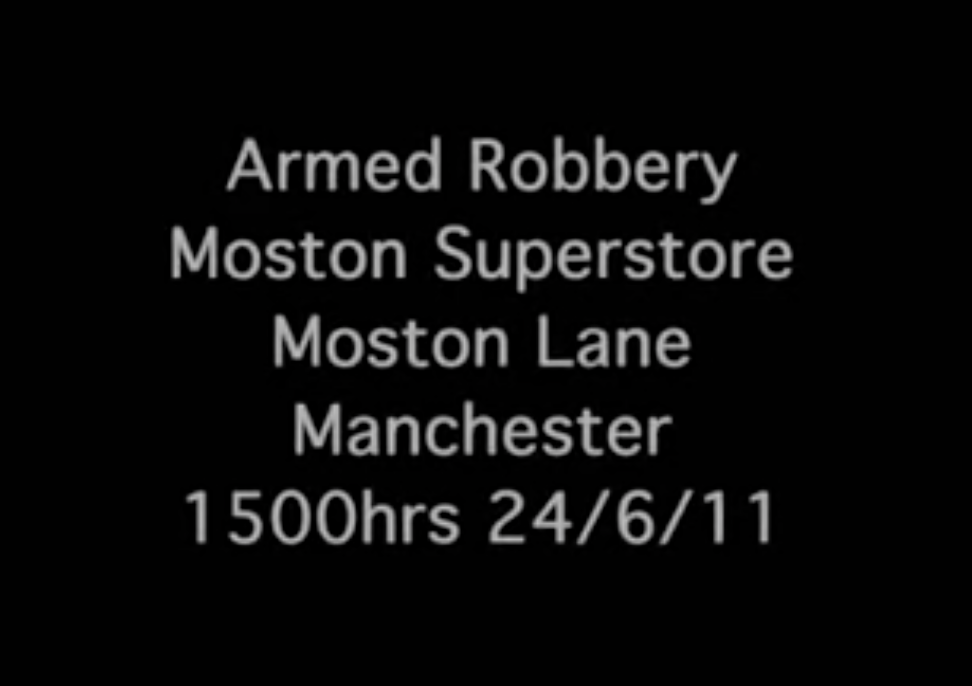 Armed Robbery
Moston Superstore
Moston Lane
Manchester
1500hrs 24/6/11